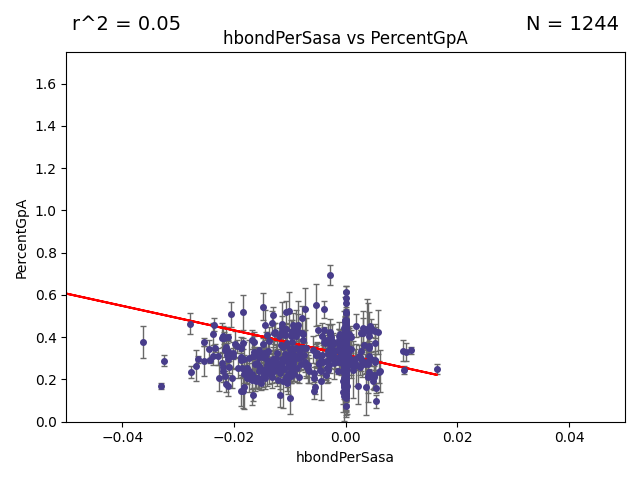 r^2 = 0.05
N = 1244
hbondPerSasa vs PercentGpA
1.6
1.4
1.2
1.0
0.8
0.6
0.4
0.2
0.0
PercentGpA
−0.04
−0.02
0.00
0.02
0.04
hbondPerSasa